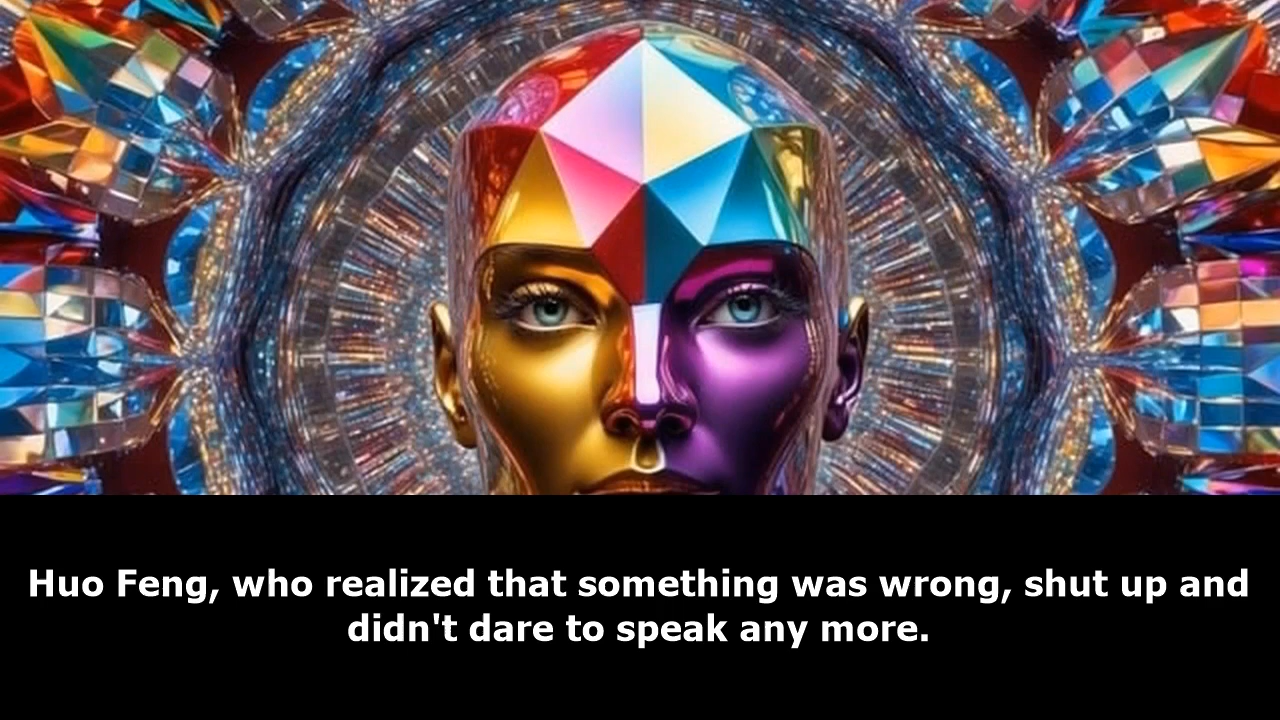 Huo Feng, who realized that something was wrong, shut up and
didn't dare to speak any more.